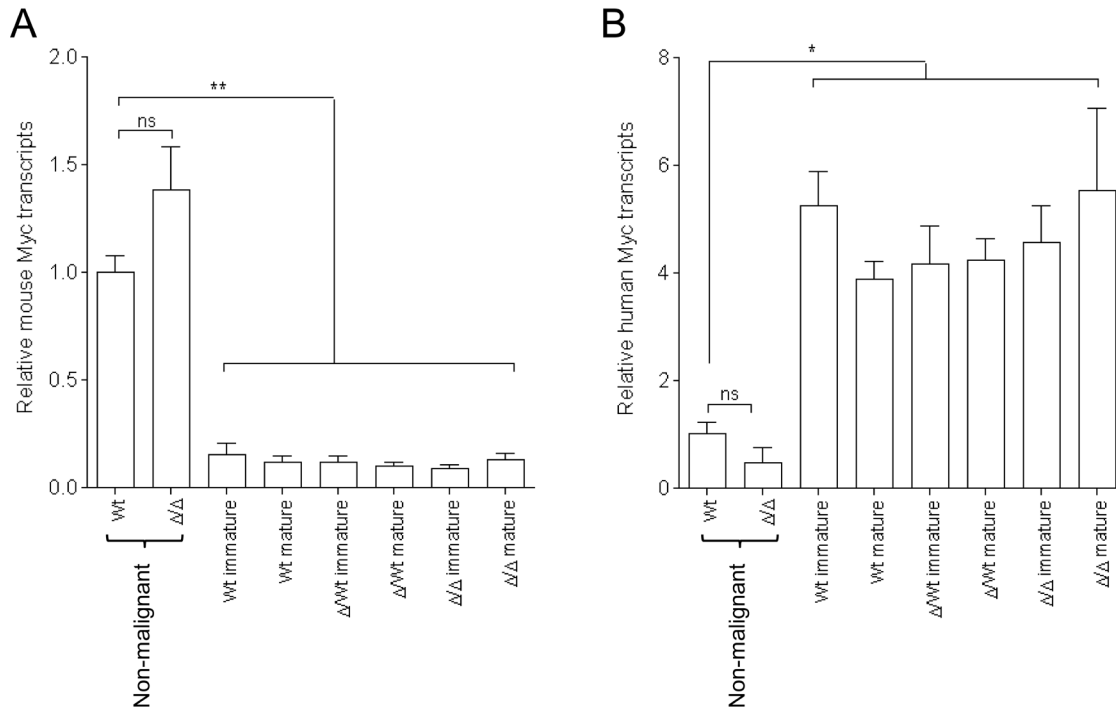 A
Relative mouse Myc transcripts
2.0
1.5
1.0
0.5
0.0
**
ns
Wt
Δ/Δ
Wt immature
Wt mature
Δ/Wt immature
Δ/Wt mature
Δ/Δ immature
Δ/Δ mature
Non-malignant
B
Relative human Myc transcripts
8
6
4
2
0
*
ns
Wt
Δ/Δ
Wt immature
Wt mature
Δ/Wt immature
Δ/Wt mature
Δ/Δ immature
Δ/Δ mature
Non-malignant